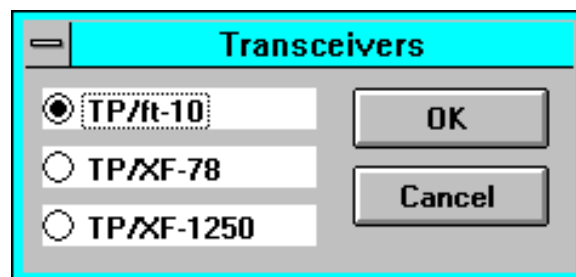 Transceivers
TP/ft-10
OK
TP/XF-78
Cancel
TP/XF-1250